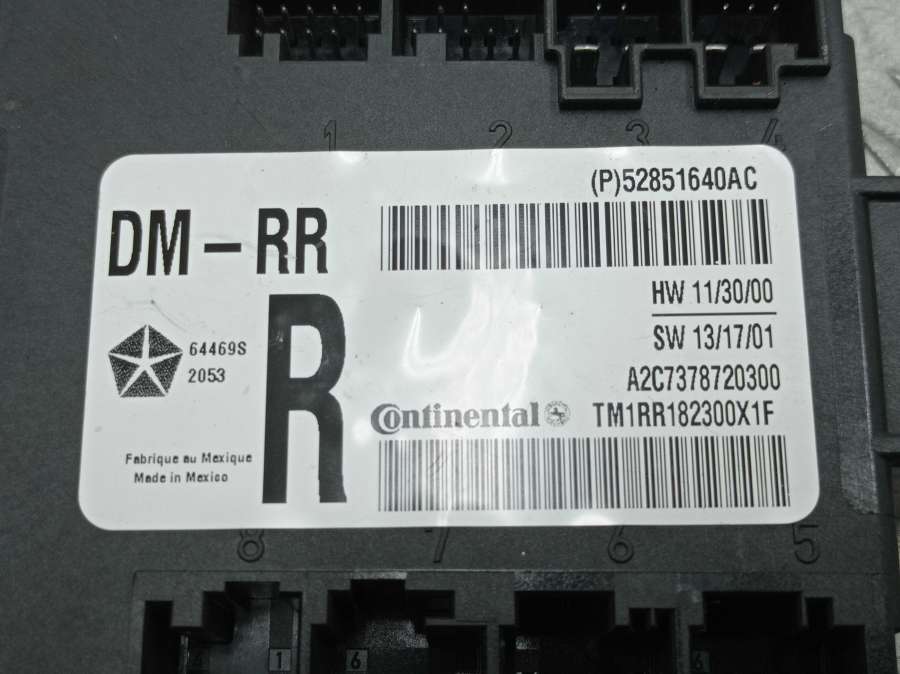 1 2 3 4
(P)52851640AC
DM-RR
HW 11/30/00
SW 13/17/01
R
64469S
2053
A2C7378720300
Continental
TM1RR182300X1F
Fabrique au Mexique
Made in Mexico
8 7 6 5
1 6